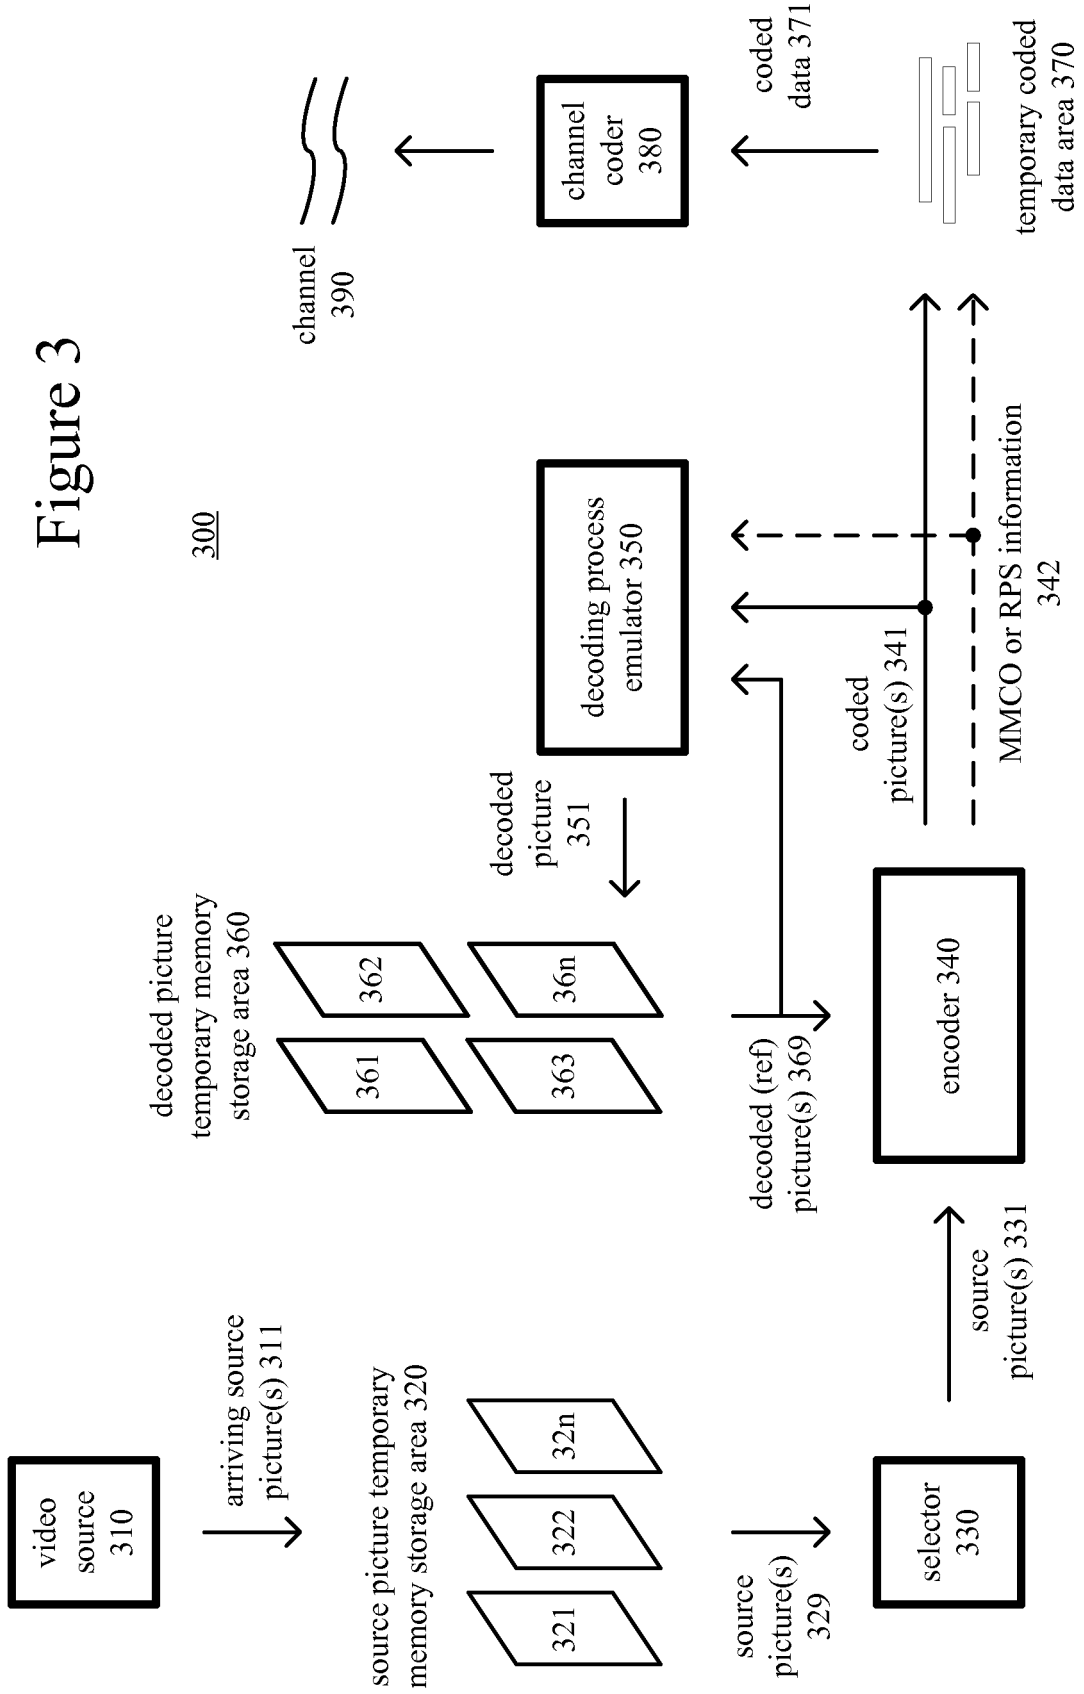 Figure 3
300
video
source
310
arriving source
picture(s) 311
source picture temporary
memory storage area 320
321
322
32n
source
picture(s)
329
selector
330
source
picture(s) 331
decoded picture
temporary memory
storage area 360
361
362
363
36n
decoded (ref)
picture(s) 369
encoder 340
decoded
picture
351
decoding process
emulator 350
coded
picture(s) 341
MMCO or RPS information
342
channel
390
channel
coder
380
coded
data 371
temporary coded
data area 370